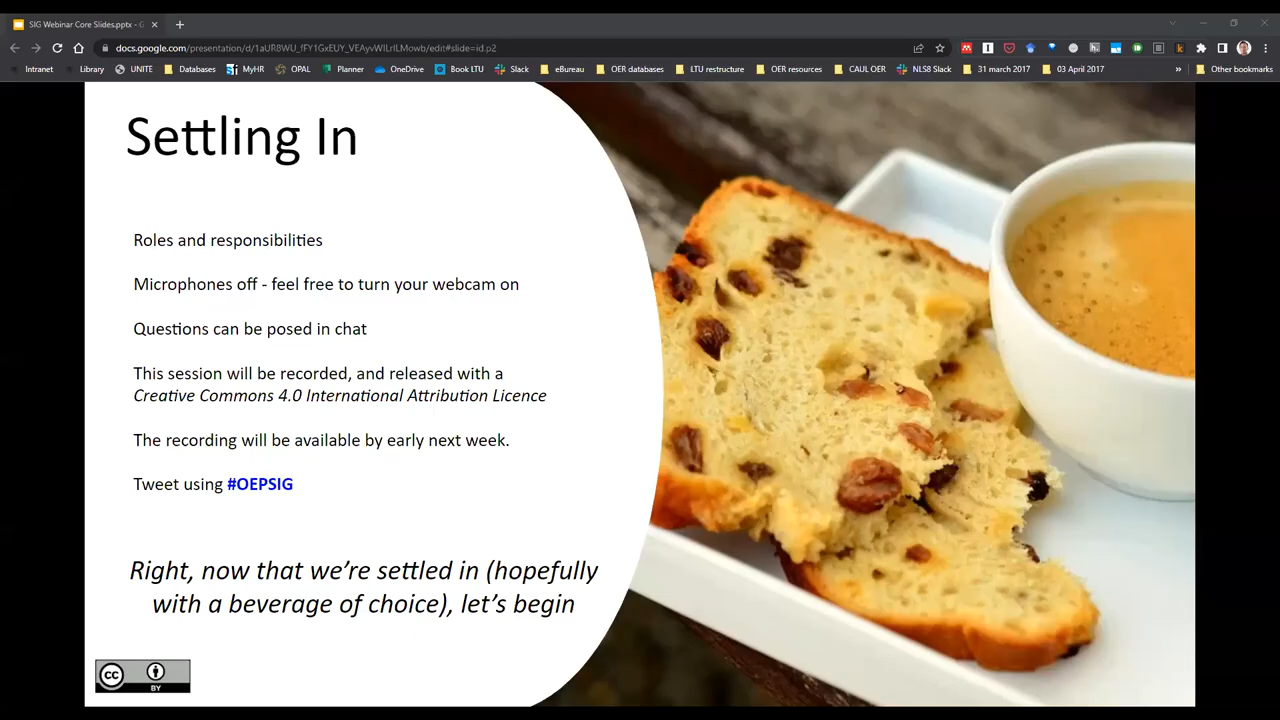 SIG Webinar Core Slides.pptx - G
docs.google.com/presentation/d/1aUR8WU_fFY1GxEUY_VEAyvWILrILMowb/edit#slide=id.p2
Intranet Library UNITE Databases MyHR OPAL Planner OneDrive Book LTU Slack eBureau OER databases LTU restructure OER resources CAUL OER NLS8 Slack 31 march 2017 03 April 2017 » Other bookmarks
Settling In
Roles and responsibilities
Microphones off - feel free to turn your webcam on
Questions can be posed in chat
This session will be recorded, and released with a
Creative Commons 4.0 International Attribution Licence
The recording will be available by early next week.
Tweet using #OEPSIG
Right, now that we’re settled in (hopefully
with a beverage of choice), let’s begin
cc
BY